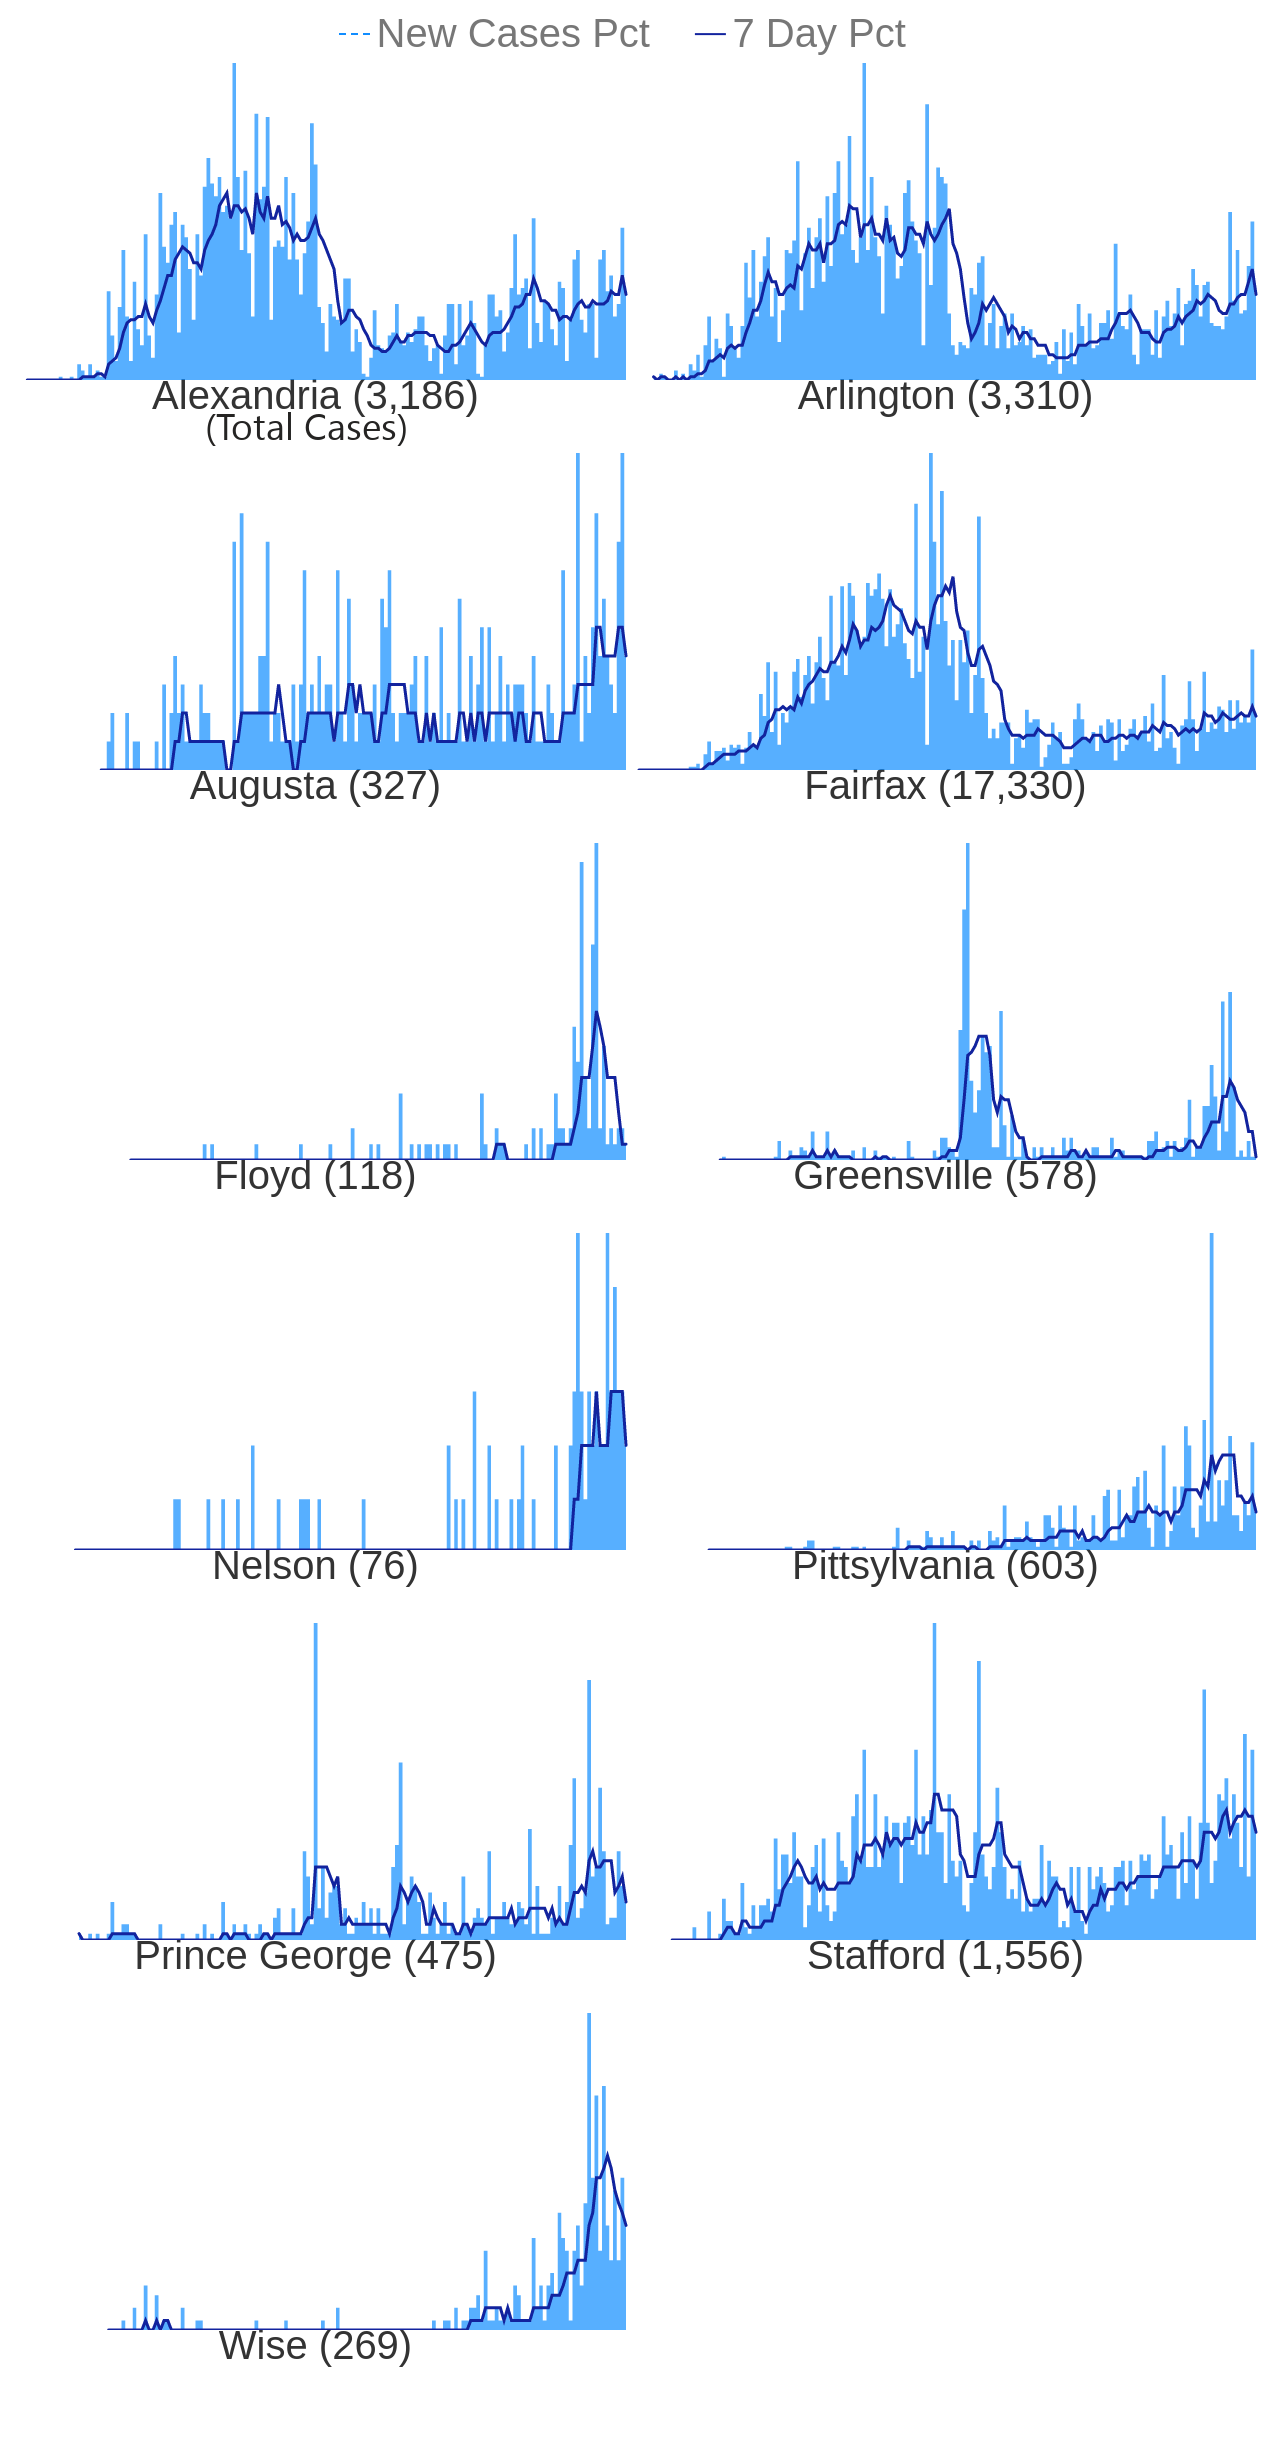 New Cases Pct 7 Day Pct
Alexandria (3,186) Arlington (3,310)
(Total Cases)
Augusta (327) Fairfax (17,330)
Floyd (118) Greensville (578)
Nelson (76) Pittsylvania (603)
Prince George (475) Stafford (1,556)
Wise (269)